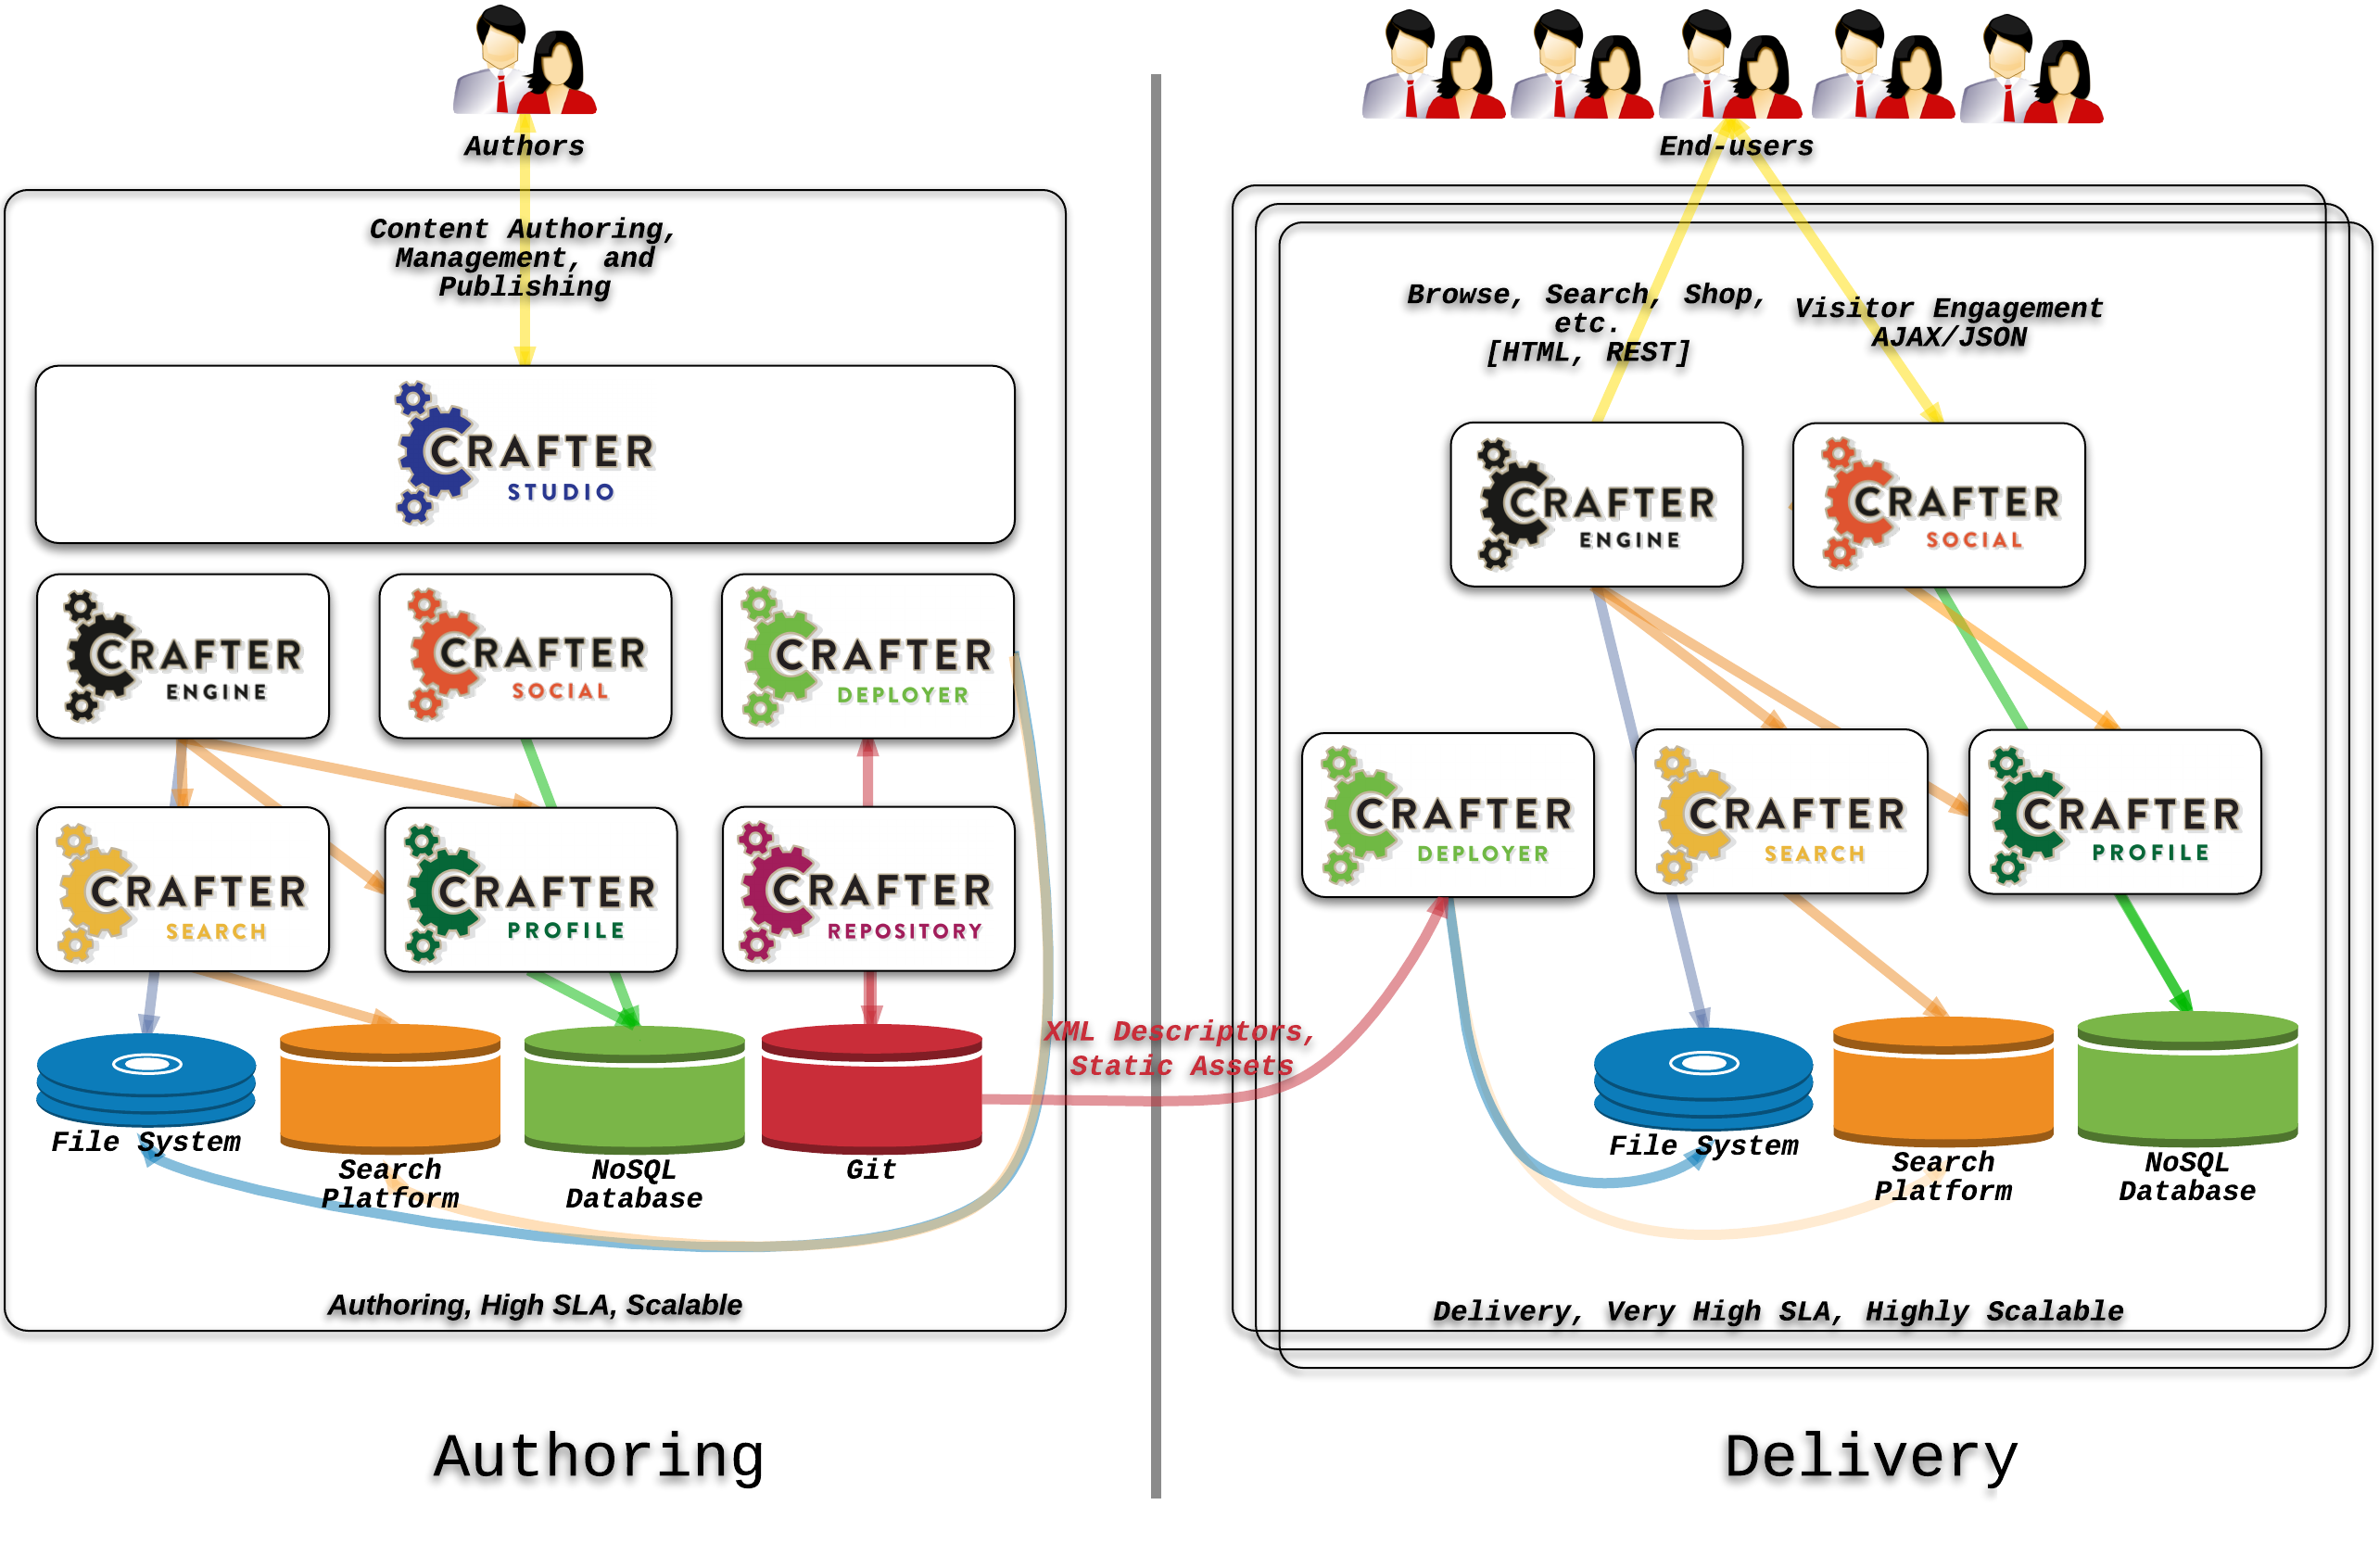 Authors
Content Authoring,
Management, and
Publishing
CRAFTER
STUDIO
CRAFTER
ENGINE
CRAFTER
SOCIAL
CRAFTER
DEPLOYER
CRAFTER
SEARCH
CRAFTER
PROFILE
CRAFTER
REPOSITORY
File System
Search
Platform
NoSQL
Database
Git
Authoring, High SLA, Scalable
Authoring
XML Descriptors,
Static Assets
End-users
Browse, Search, Shop,
etc.
[HTML, REST]
Visitor Engagement
AJAX/JSON
CRAFTER
ENGINE
CRAFTER
SOCIAL
CRAFTER
DEPLOYER
CRAFTER
SEARCH
CRAFTER
PROFILE
File System
Search
Platform
NoSQL
Database
Delivery, Very High SLA, Highly Scalable
Delivery